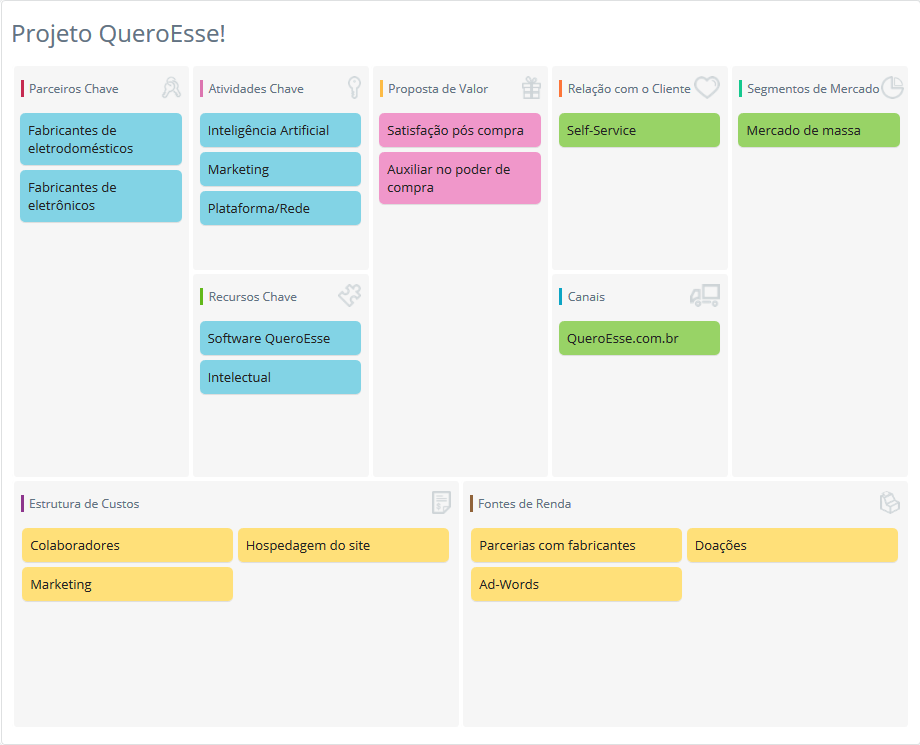 Projeto QueroEsse!
Parceiros Chave
Fabricantes de
eletrodomésticos
Fabricantes de
eletrônicos
Atividades Chave
Inteligência Artificial
Marketing
Plataforma/Rede
Recursos Chave
Software QueroEsse
Intelectual
Proposta de Valor
Satisfação pós compra
Auxiliar no poder de
compra
Relação com o Cliente
Self-Service
Canais
QueroEsse.com.br
Segmentos de Mercado
Mercado de massa
Estrutura de Custos
Colaboradores
Hospedagem do site
Marketing
Fontes de Renda
Parcerias com fabricantes
Doações
Ad-Words